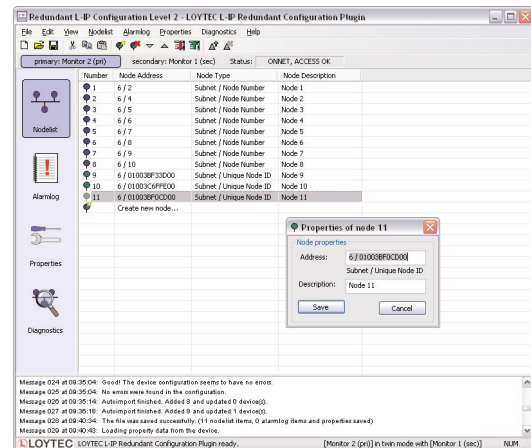 Redundant L-IP Configuration Level 2 - LOYTEC L-IP Redundant Configuration Plugin
File Edit View Nodelist Alarmlog Properties Diagnostics Help
primary: Monitor 2 (pri) secondary: Monitor 1 (sec) Status: ONNET, ACCESS OK
Number Node Address Node Type Node Description
1 6 / 2 Subnet / Node Number Node 1
2 6 / 4 Subnet / Node Number Node 2
3 6 / 5 Subnet / Node Number Node 3
4 6 / 6 Subnet / Node Number Node 4
5 6 / 7 Subnet / Node Number Node 5
6 6 / 8 Subnet / Node Number Node 6
7 6 / 9 Subnet / Node Number Node 7
8 6 / 10 Subnet / Node Number Node 8
9 6 / 01003BF33D00 Subnet / Unique Node ID Node 9
10 6 / 01003C6FFE00 Subnet / Unique Node ID Node 10
11 6 / 01003BF0CD00 Subnet / Unique Node ID Node 11
Create new node...
Nodelist
Alarmlog
Properties
Diagnostics
Properties of node 11
Node properties
Address: 6 / 01003BF0CD00
Subnet / Unique Node ID
Description: Node 11
Save Cancel
Message 024 at 09:35:04: Good! The device configuration seems to have no errors.
Message 025 at 09:35:04: No errors were found in the configuration.
Message 026 at 09:35:14: Autoimport finished. Added 8 and updated 0 device(s).
Message 027 at 09:36:18: Autoimport finished. Added 8 and updated 1 device(s).
Message 028 at 09:40:34: The file was saved successfully. (11 nodelist items, 0 alarmlog items and properties saved)
Message 029 at 09:40:43: Loading property data from the device.
LOYTEC LOYTEC L-IP Redundant Configuration Plugin ready. [Monitor 2 (pri)] in twin mode with [Monitor 1 (sec)] NUM